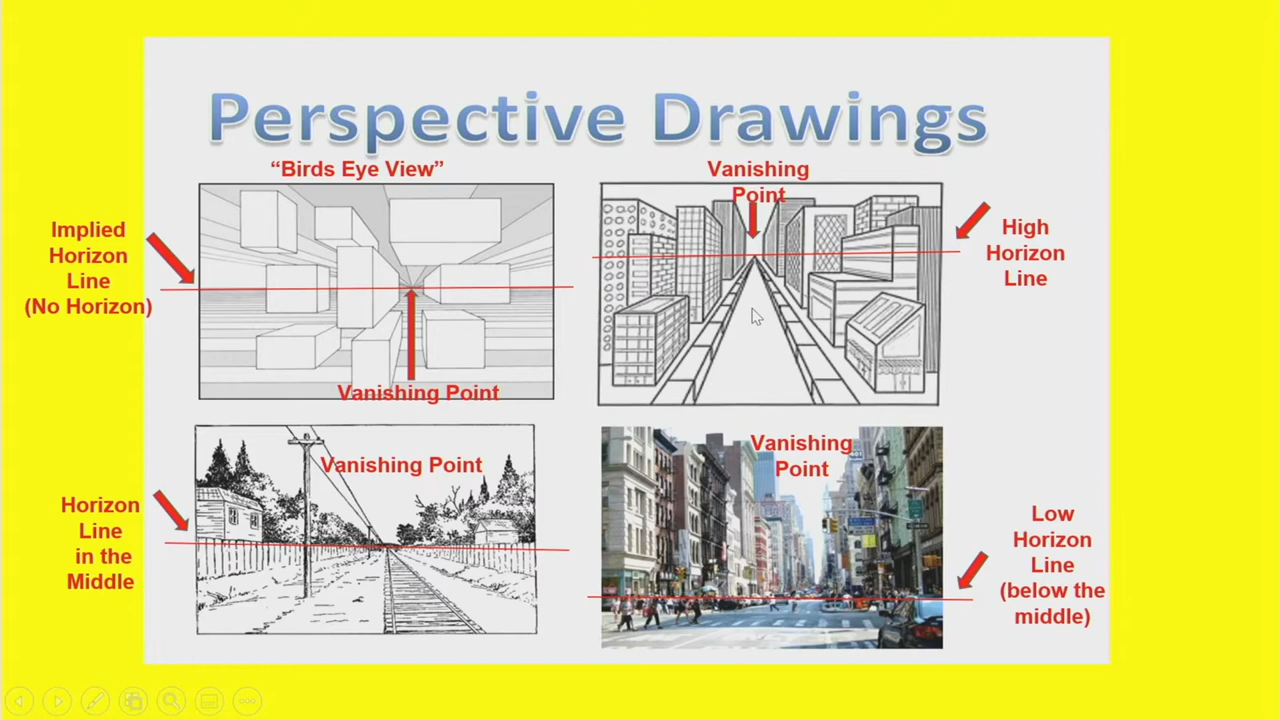 Perspective Drawings
“Birds Eye View”
Implied
Horizon
Line
(No Horizon)
Vanishing Point
Vanishing
Point
High
Horizon
Line
Vanishing Point
Horizon
Line
in the
Middle
Vanishing
Point
Low
Horizon
Line
(below the
middle)